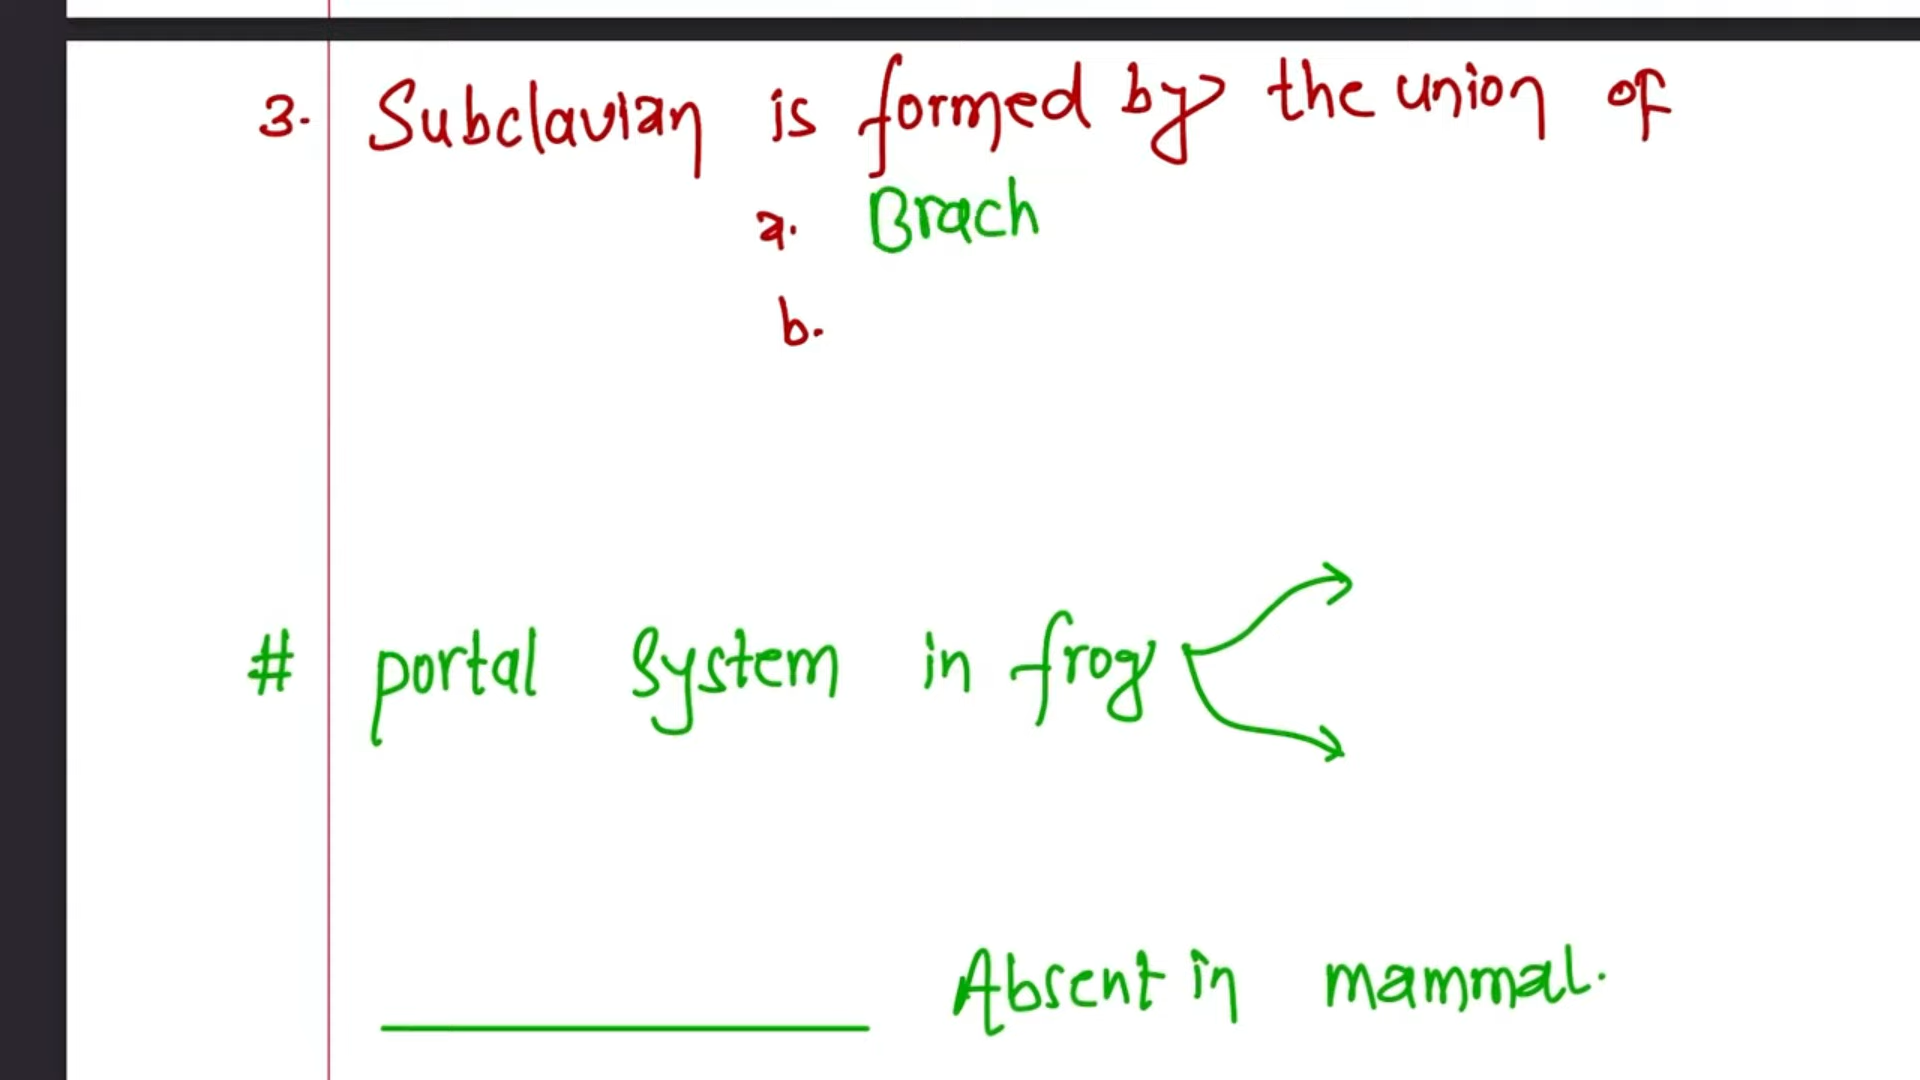 3. Subclavian is formed by the union of
a. Brach
b.
# portal System in frog
Absent in mammal.